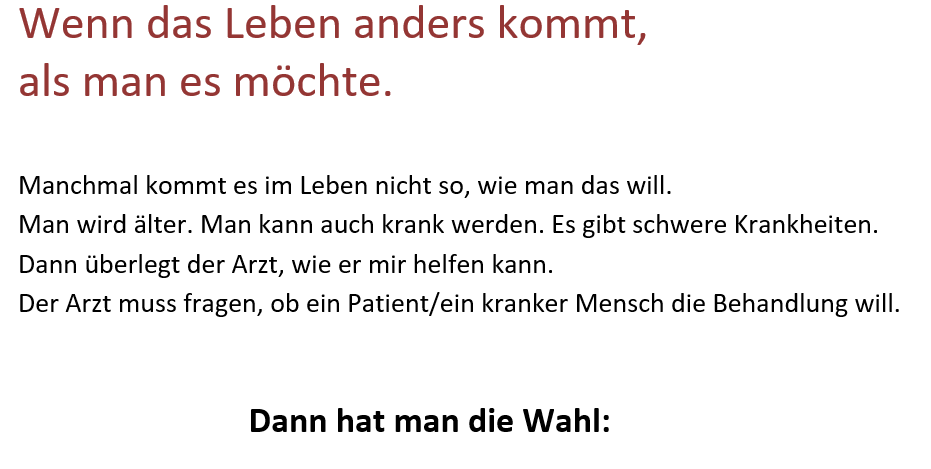 Wenn das Leben anders kommt,
als man es möchte.
Manchmal kommt es im Leben nicht so, wie man das will.
Man wird älter. Man kann auch krank werden. Es gibt schwere Krankheiten.
Dann überlegt der Arzt, wie er mir helfen kann.
Der Arzt muss fragen, ob ein Patient/ein kranker Mensch die Behandlung will.
Dann hat man die Wahl: